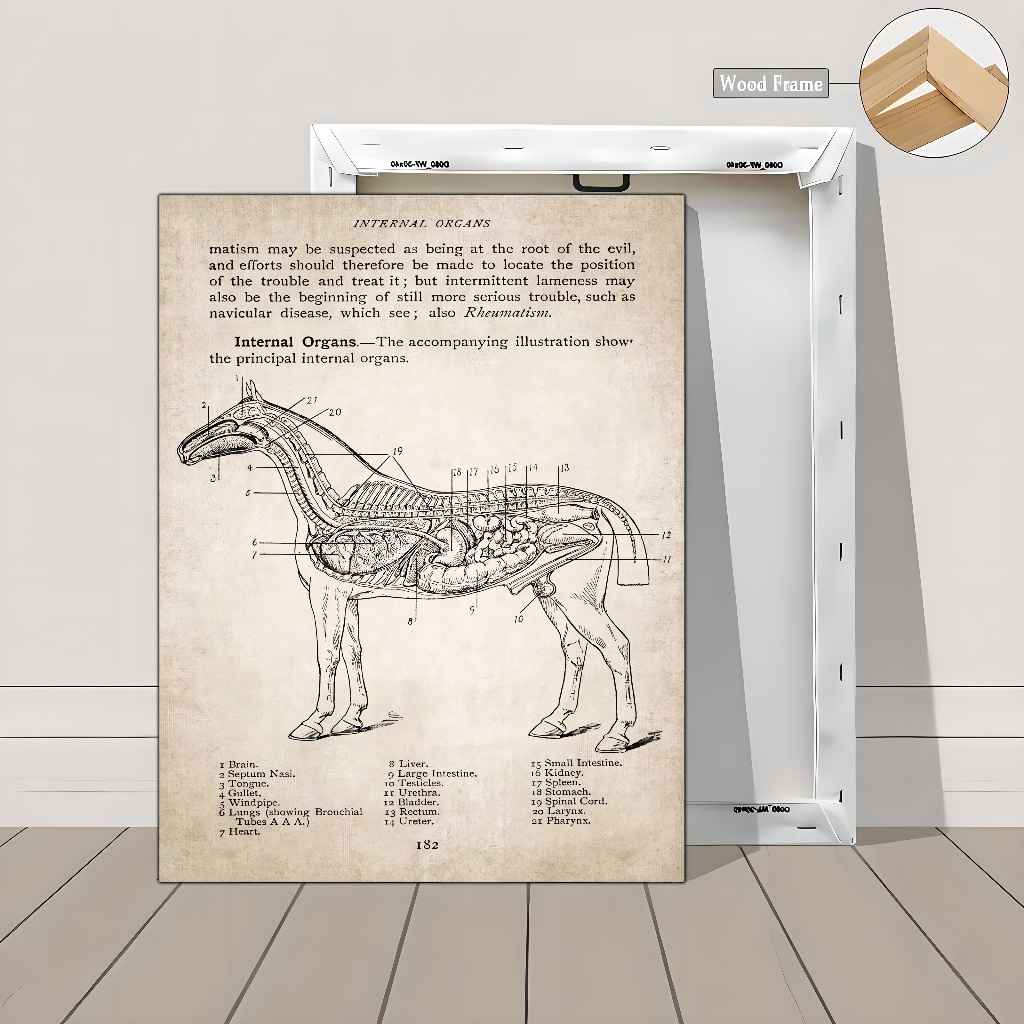 Wood Frame
INTERNAL ORGANS
matism may be suspected as being at the root of the evil,
and efforts should therefore be made to locate the position
of the trouble and treat it; but intermittent lameness may
also be the beginning of still more serious trouble, such as
navicular disease, which see; also Rheumatism.
Internal Organs.—The accompanying illustration show
the principal internal organs.
1
2
21
20
3
4
19
5
18
17
16
15
14
13
6
7
12
11
8
9
10
1 Brain.
2 Septum Nasi.
3 Tongue.
4 Gullet.
5 Windpipe.
6 Lungs (showing Bronchial
Tubes A A A.)
7 Heart.
8 Liver.
9 Large Intestine.
10 Testicles.
11 Urethra.
12 Bladder.
13 Rectum.
14 Ureter.
15 Small Intestine.
16 Kidney.
17 Spleen.
18 Stomach.
19 Spinal Cord.
20 Larynx.
21 Pharynx.
182